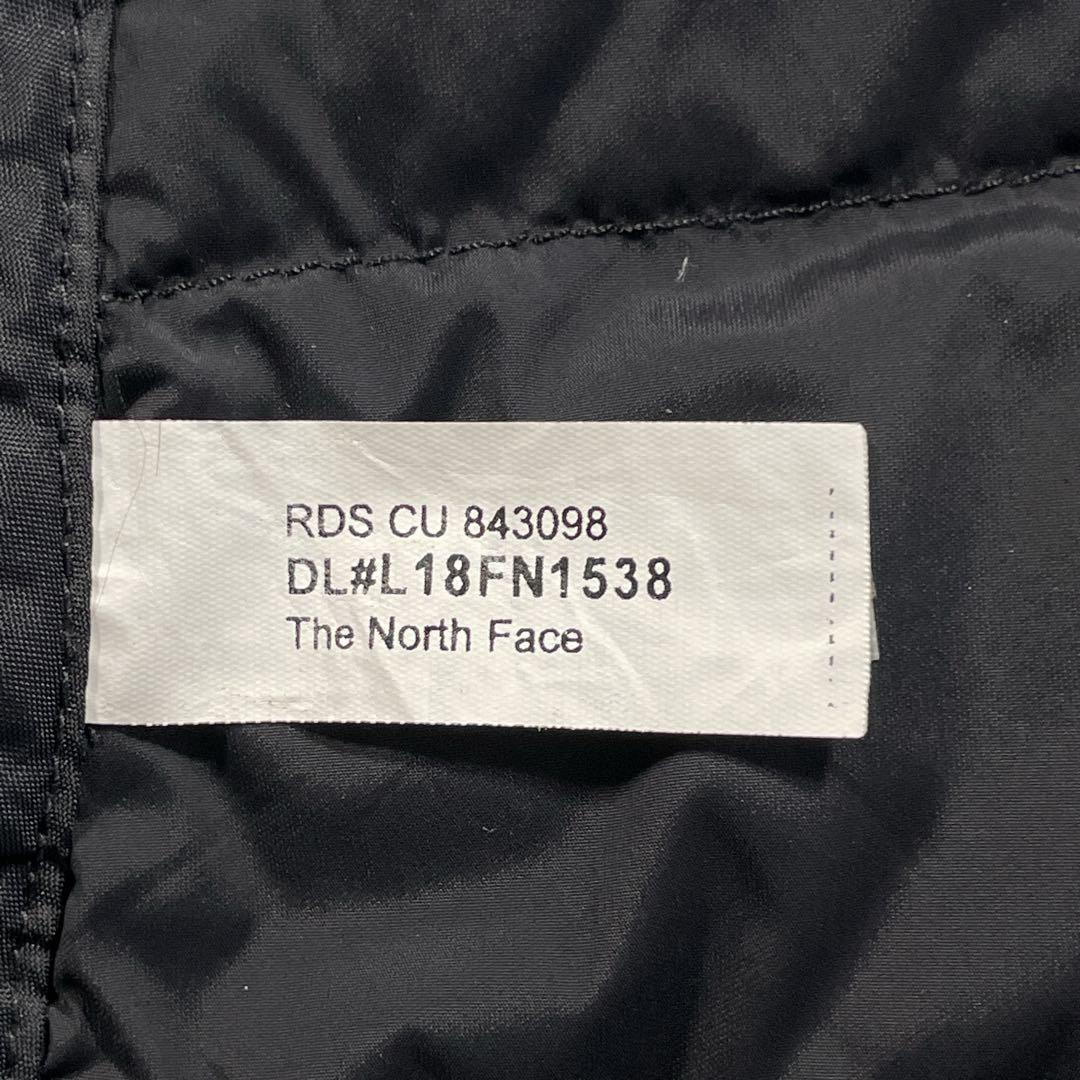 RDS CU 843098
DL#L18FN1538
The North Face